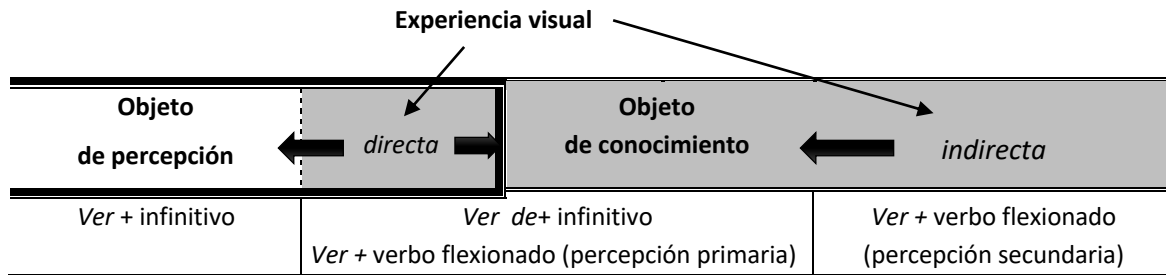 Experiencia visual
Objeto
de percepción
directa
Objeto
de conocimiento
indirecta
Ver + infinitivo
Ver de+ infinitivo
Ver + verbo flexionado (percepción primaria)
Ver + verbo flexionado
(percepción secundaria)